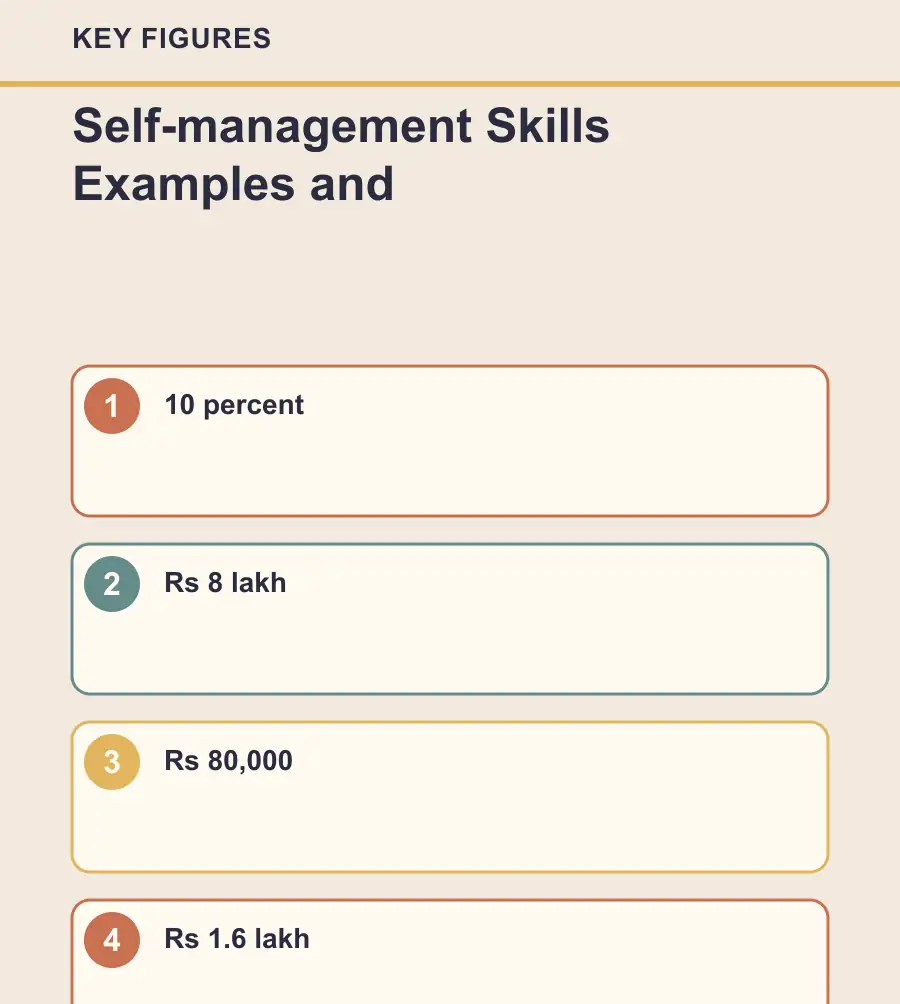 KEY FIGURES
Self-management Skills
Examples and
1
10 percent
2
Rs 8 lakh
3
Rs 80,000
4
Rs 1.6 lakh